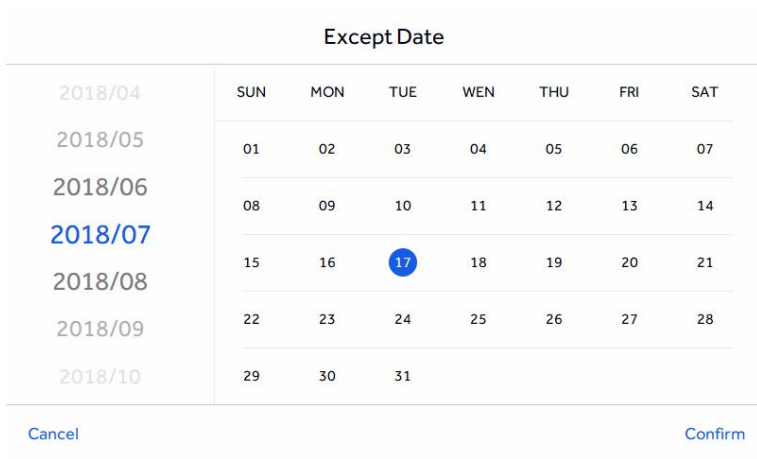 Except Date
2018/04
2018/05
2018/06
2018/07
2018/08
2018/09
2018/10
SUN MON TUE WEN THU FRI SAT
01 02 03 04 05 06 07
08 09 10 11 12 13 14
15 16 17 18 19 20 21
22 23 24 25 26 27 28
29 30 31
Cancel Confirm